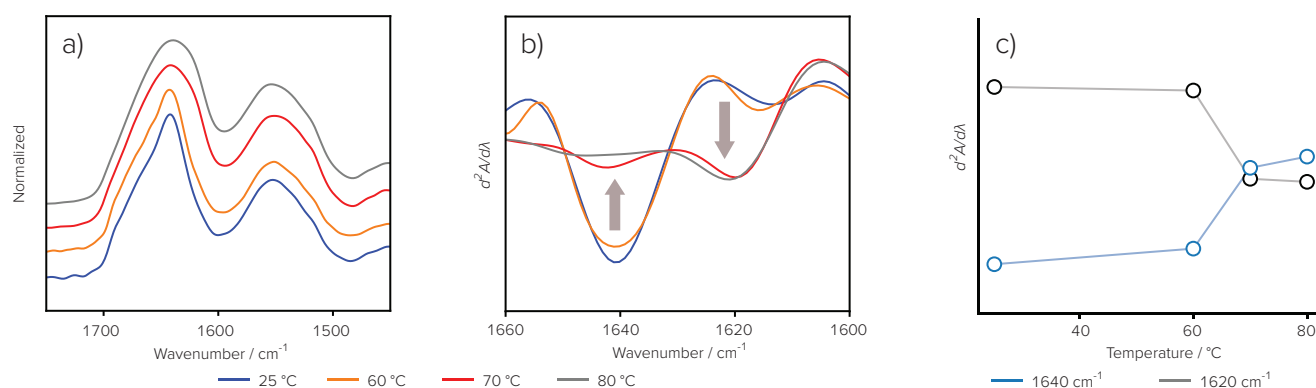 a)
Normalized
1700
1600
1500
Wavenumber / cm⁻¹
b)
d²A/dλ
1660
1640
1620
1600
Wavenumber / cm⁻¹
25 °C
60 °C
70 °C
80 °C
c)
d²A/dλ
40
60
80
Temperature / °C
1640 cm⁻¹
1620 cm⁻¹